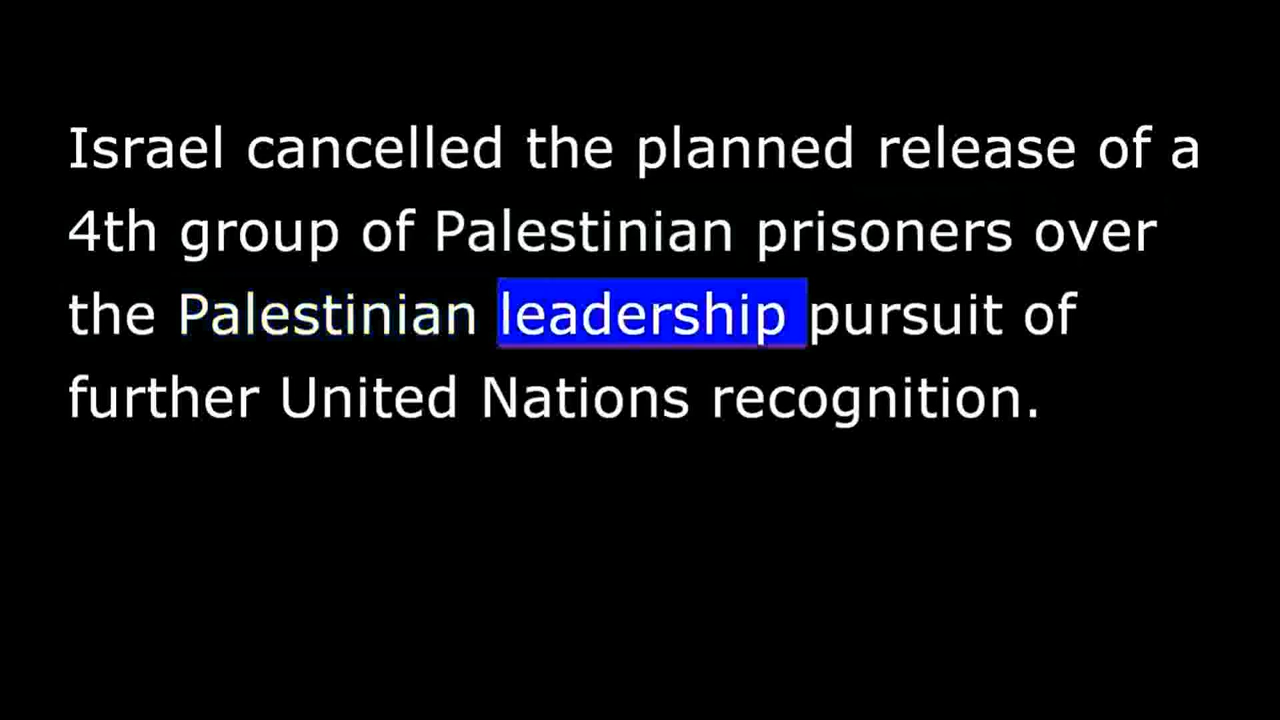 Israel cancelled the planned release of a
4th group of Palestinian prisoners over
the Palestinian leadership pursuit of
further United Nations recognition.